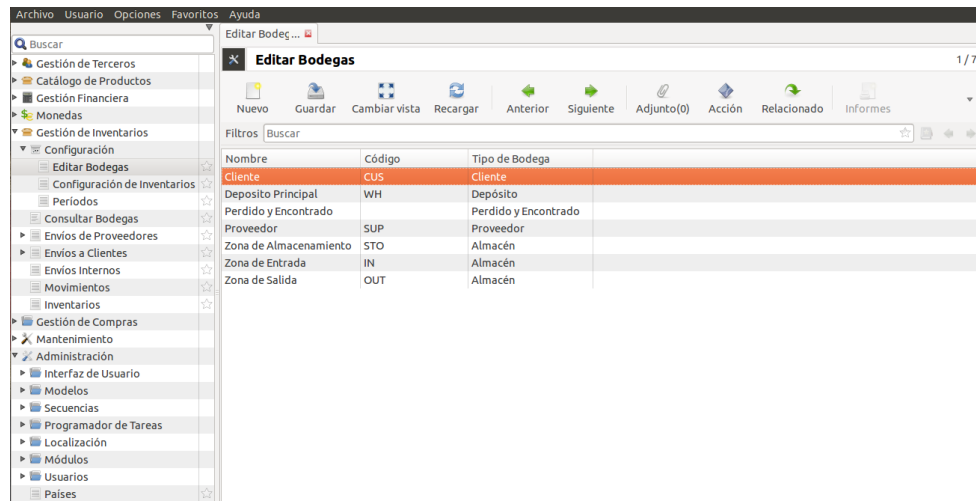 Archivo Usuario Opciones Favoritos Ayuda
Buscar
Gestión de Terceros
Catálogo de Productos
Gestión Financiera
Monedas
Gestión de Inventarios
Configuración
Editar Bodegas
Configuración de Inventarios
Períodos
Consultar Bodegas
Envíos de Proveedores
Envíos a Clientes
Envíos Internos
Movimientos
Inventarios
Gestión de Compras
Mantenimiento
Administración
Interfaz de Usuario
Modelos
Secuencias
Programador de Tareas
Localización
Módulos
Usuarios
Países
Editar Bodeg...
Editar Bodegas 1/7
Nuevo Guardar Cambiar vista Recargar Anterior Siguiente Adjunto(0) Acción Relacionado Informes
Filtros Buscar
Nombre Código Tipo de Bodega
Cliente CUS Cliente
Deposito Principal WH Depósito
Perdido y Encontrado Perdido y Encontrado
Proveedor SUP Proveedor
Zona de Almacenamiento STO Almacén
Zona de Entrada IN Almacén
Zona de Salida OUT Almacén